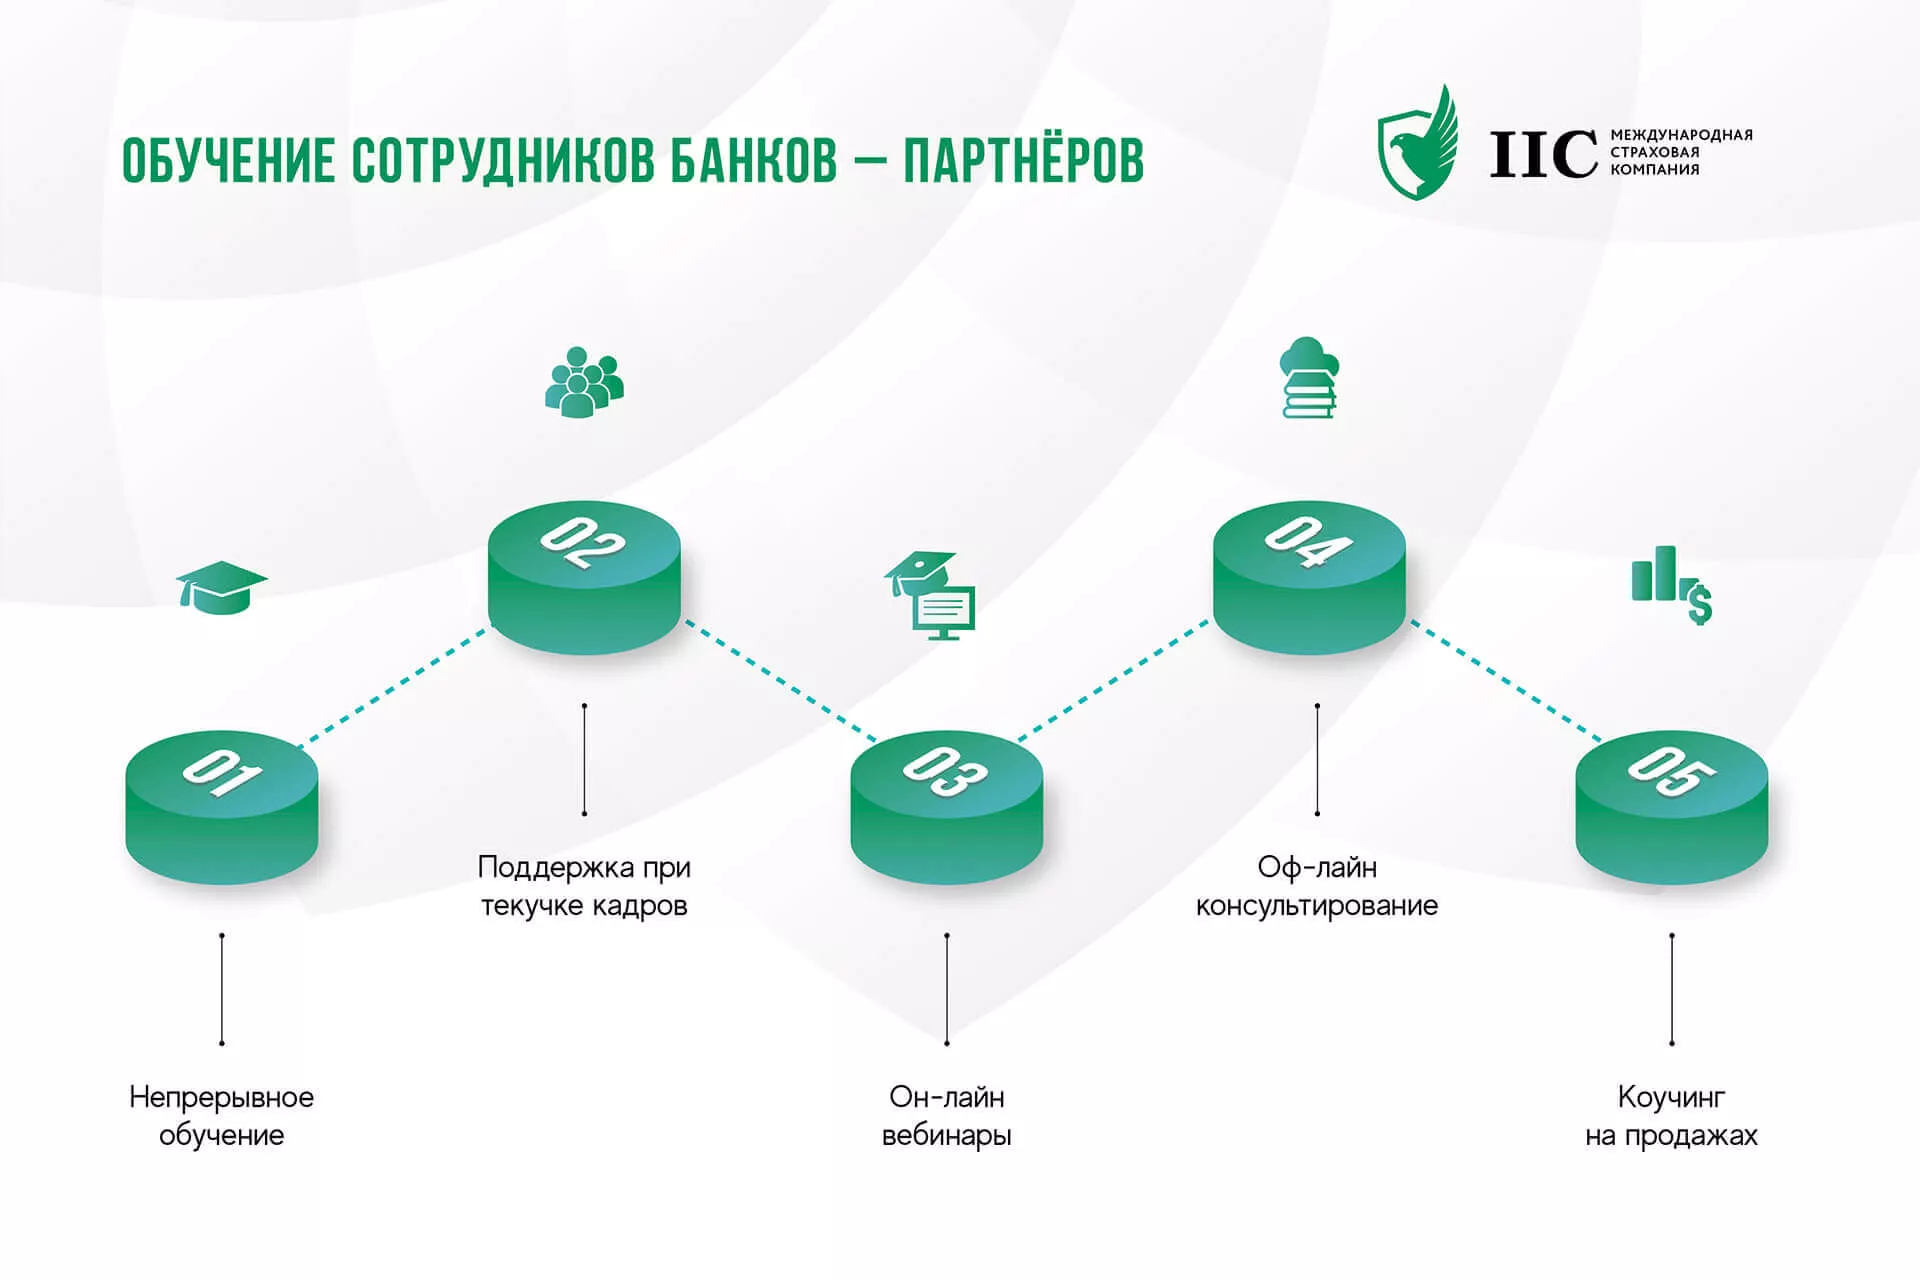 ОБУЧЕНИЕ СОТРУДНИКОВ БАНКОВ – ПАРТНЁРОВ
IIC
МЕЖДУНАРОДНАЯ
СТРАХОВАЯ
КОМПАНИЯ
01
Непрерывное
обучение
02
Поддержка при
текучке кадров
03
Он-лайн
вебинары
04
Оф-лайн
консультирование
05
Коучинг
на продажах
$